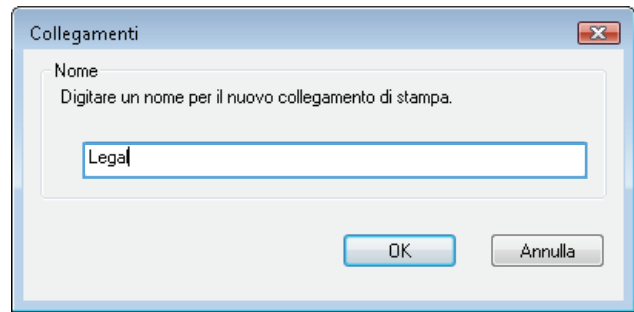 Collegamenti
Nome
Digitare un nome per il nuovo collegamento di stampa.
Legal
OK
Annulla